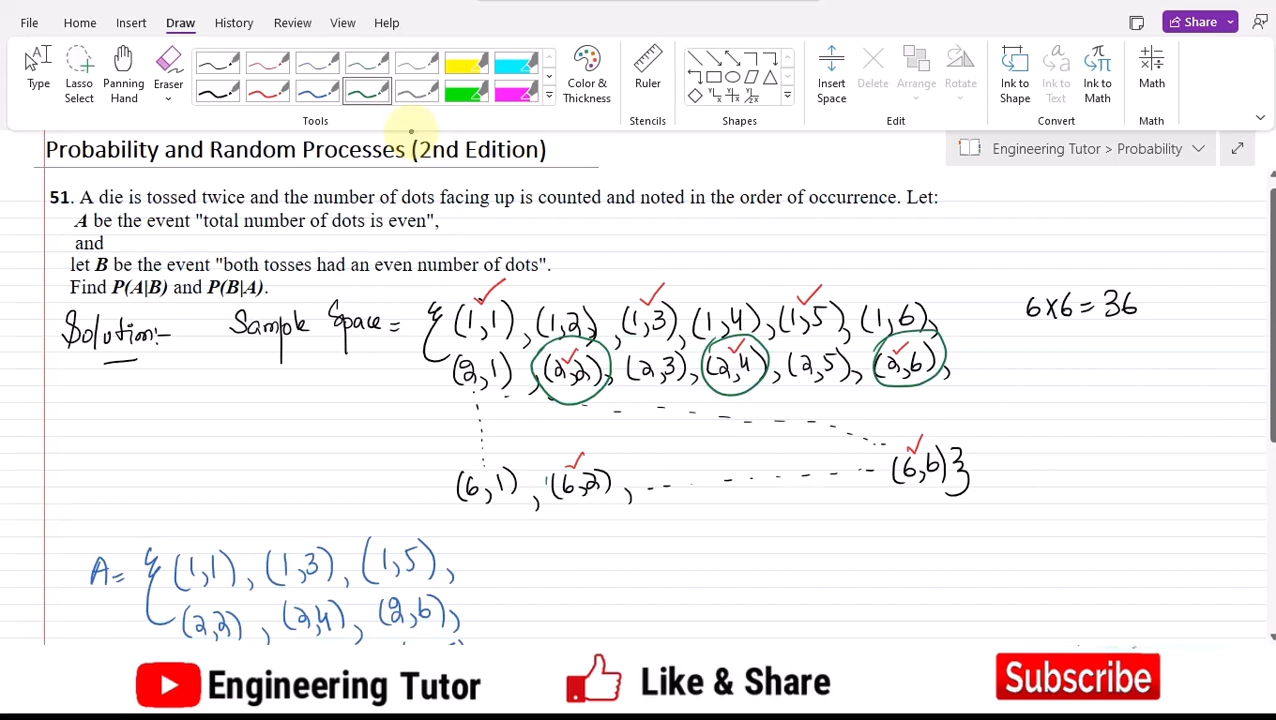 File Home Insert Draw History Review View Help
Share
Type Lasso Select Panning Hand Eraser
Color & Thickness
Ruler
Insert Space Delete Arrange Rotate
Ink to Shape Ink to Text Ink to Math
Math
Tools Stencils Shapes Edit Convert Math
Probability and Random Processes (2nd Edition)
Engineering Tutor > Probability
51. A die is tossed twice and the number of dots facing up is counted and noted in the order of occurrence. Let:
A be the event "total number of dots is even",
and
let B be the event "both tosses had an even number of dots".
Find P(A|B) and P(B|A).
Solution:- Sample Space = {(1,1), (1,2), (1,3), (1,4), (1,5), (1,6),
6×6=36
(2,1), (2,2), (2,3), (2,4), (2,5), (2,6),
(6,1), (6,2), (6,6)}
A= {(1,1), (1,3), (1,5),
(2,2), (2,4), (2,6),
Engineering Tutor Like & Share Subscribe